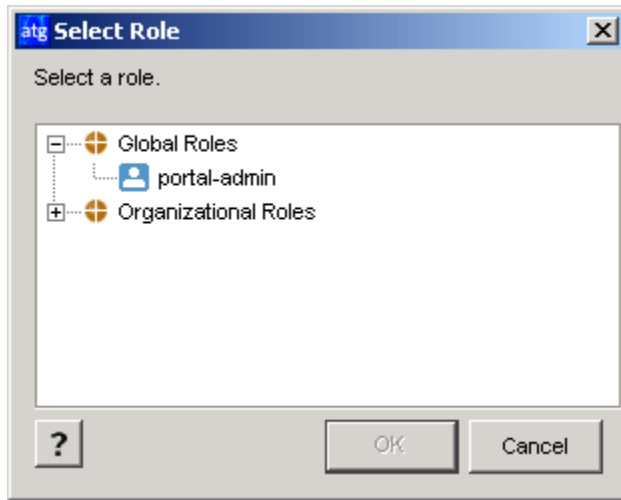 atg Select Role
Select a role.
Global Roles
portal-admin
Organizational Roles
? OK Cancel